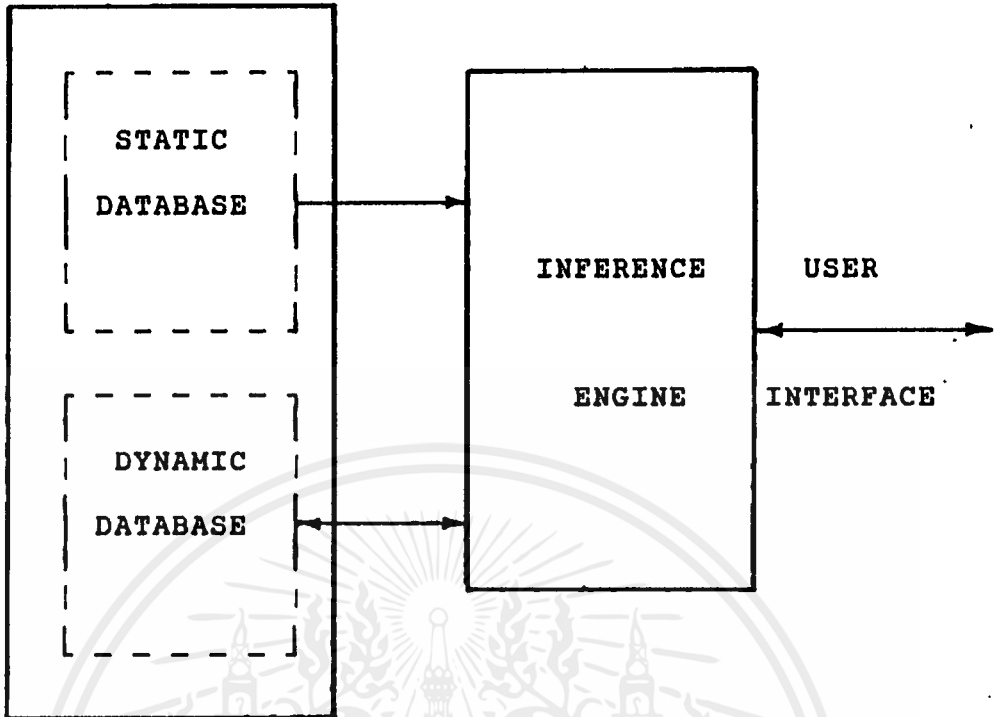 STATIC
DATABASE
DYNAMIC
DATABASE
INFERENCE
ENGINE
USER
INTERFACE